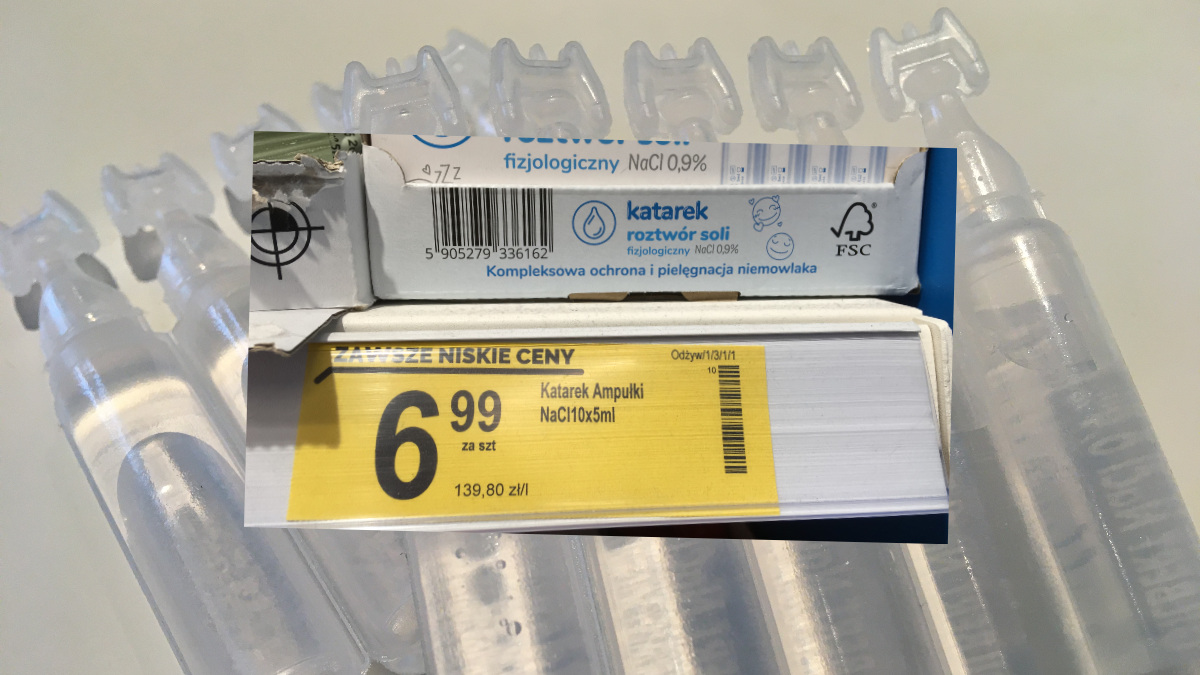 roztwór soli
fizjologiczny NaCl 0,9%
zZz
5 905279 336162
katarek
roztwór soli
fizjologiczny NaCl 0,9%
FSC
Kompleksowa ochrona i pielęgnacja niemowlaka
ZAWSZE NISKIE CENY
Odżyw/1/3/1/1
10
6 99
za szt
Katarek Ampułki
NaCl10x5ml
139,80 zł/l